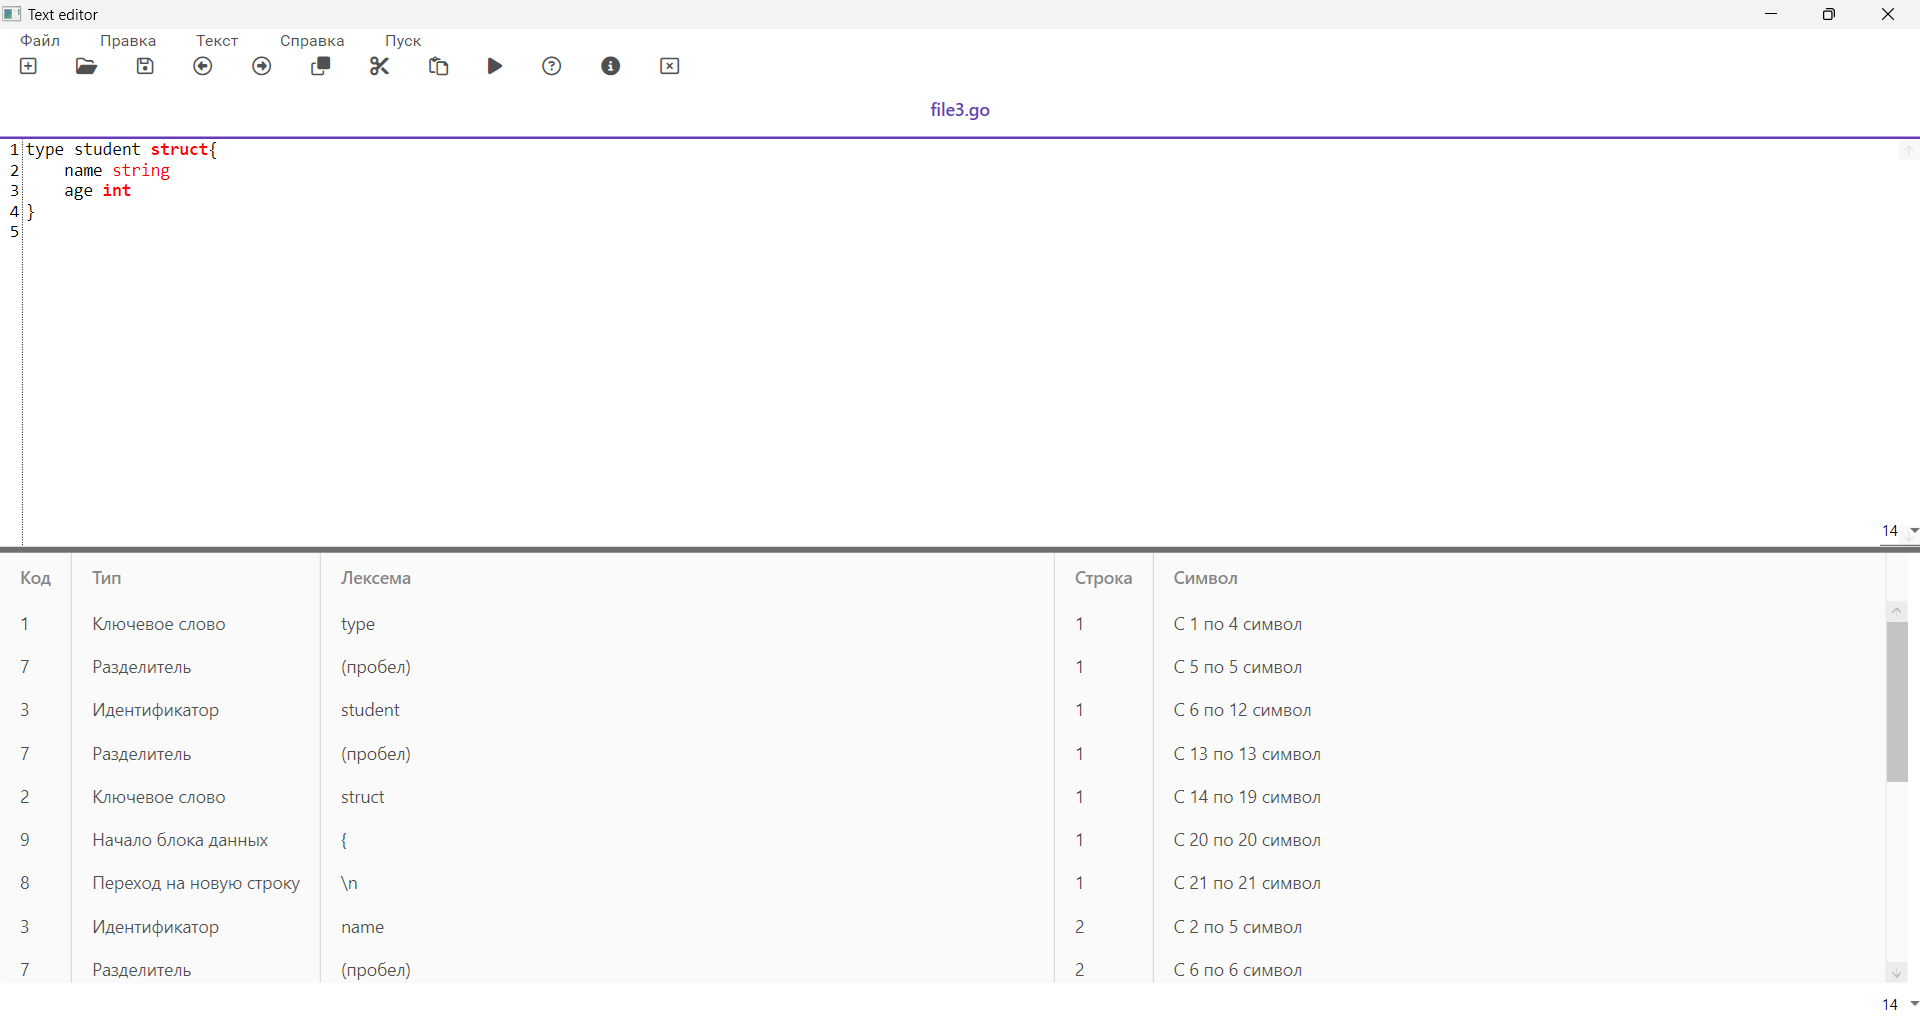 Text editor
Файл Правка Текст Справка Пуск
file3.go
1 type student struct{
2     name string
3     age int
4 }
5
14
Код Тип Лексема Строка Символ
1 Ключевое слово type 1 С 1 по 4 символ
7 Разделитель (пробел) 1 С 5 по 5 символ
3 Идентификатор student 1 С 6 по 12 символ
7 Разделитель (пробел) 1 С 13 по 13 символ
2 Ключевое слово struct 1 С 14 по 19 символ
9 Начало блока данных { 1 С 20 по 20 символ
8 Переход на новую строку \n 1 С 21 по 21 символ
3 Идентификатор name 2 С 2 по 5 символ
7 Разделитель (пробел) 2 С 6 по 6 символ
14